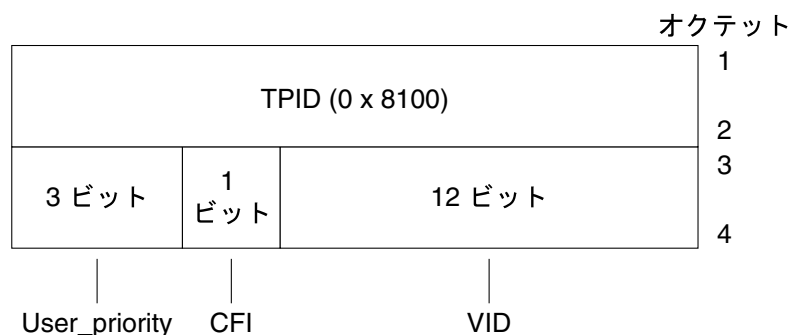 オクテット
1
TPID (0 x 8100)
2
3
3 ビット
1
ビット
12 ビット
4
User_priority
CFI
VID